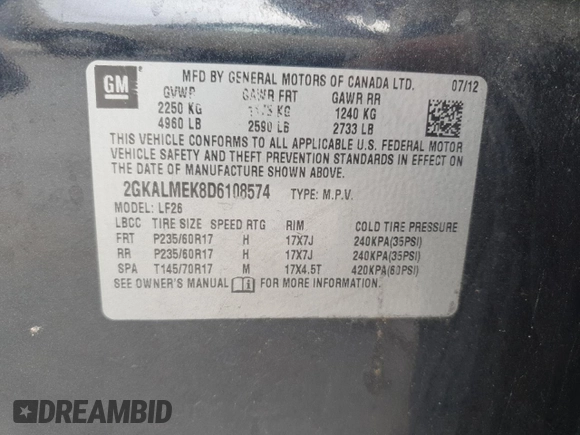 GM
MFD BY GENERAL MOTORS OF CANADA LTD. 07/12
GVWR GAWR FRT GAWR RR
2250 KG 1175 KG 1240 KG
4960 LB 2590 LB 2733 LB
THIS VEHICLE CONFORMS TO ALL APPLICABLE U.S. FEDERAL MOTOR
VEHICLE SAFETY AND THEFT PREVENTION STANDARDS IN EFFECT ON
THE DATE OF MANUFACTURE SHOWN ABOVE.
2GKALMEK8D6108574 TYPE: M.P.V.
MODEL: LF26
LBCC TIRE SIZE SPEED RTG RIM COLD TIRE PRESSURE
FRT P235/60R17 H 17X7J 240KPA(35PSI)
RR P235/60R17 H 17X7J 240KPA(35PSI)
SPA T145/70R17 M 17X4.5T 420KPA(60PSI)
SEE OWNER'S MANUAL FOR MORE INFORMATION.
DREAMBID